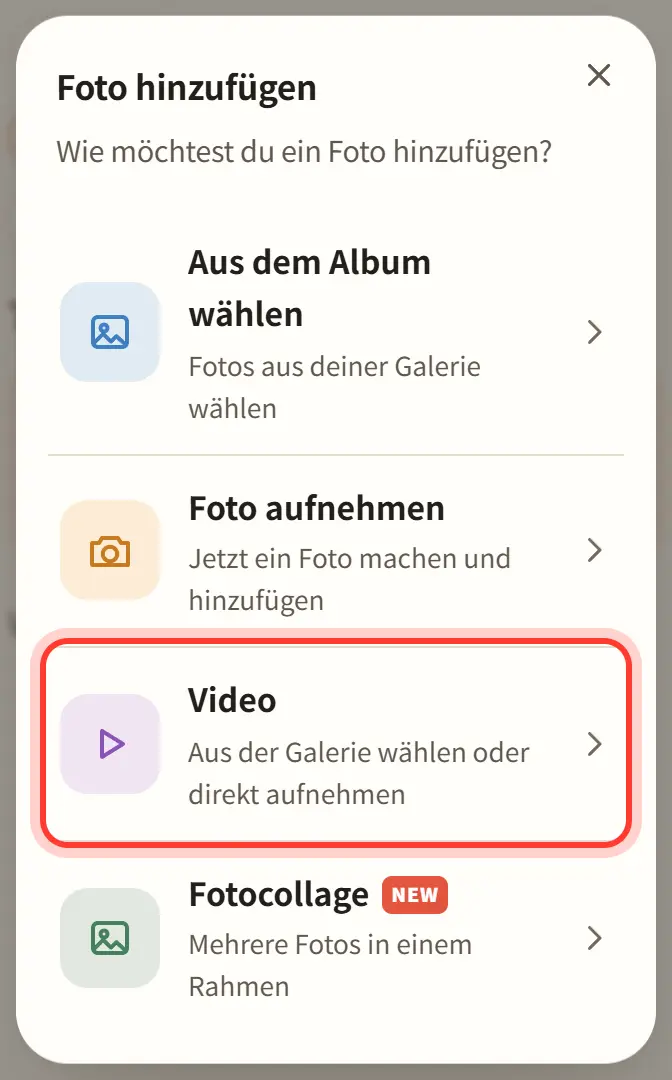 Foto hinzufügen
Wie möchtest du ein Foto hinzufügen?
Aus dem Album
wählen
Fotos aus deiner Galerie
wählen
Foto aufnehmen
Jetzt ein Foto machen und
hinzufügen
Video
Aus der Galerie wählen oder
direkt aufnehmen
Fotocollage NEW
Mehrere Fotos in einem
Rahmen